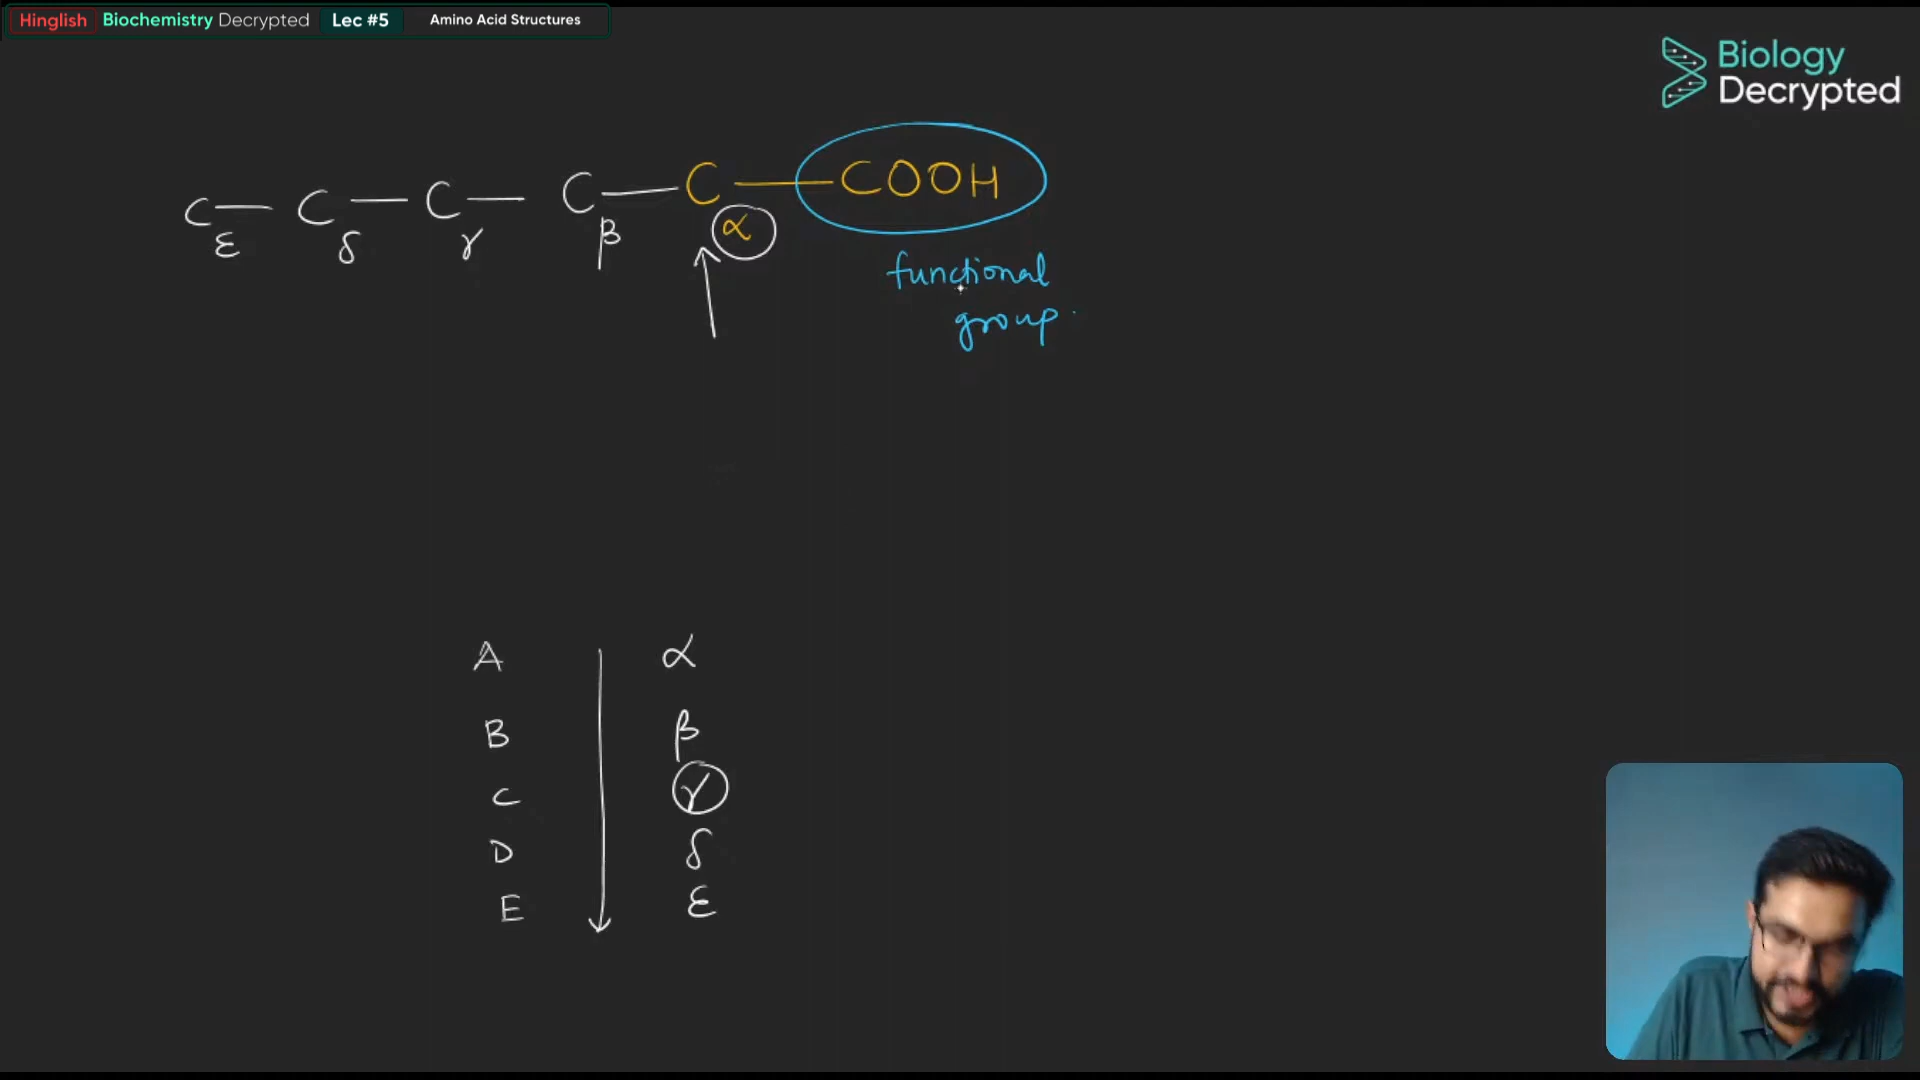 Hinglish Biochemistry Decrypted Lec #5 Amino Acid Structures
Biology
Decrypted
C — C — C — C — C — COOH
ε δ γ β α
functional
group
A α
B β
C γ
D δ
E ε